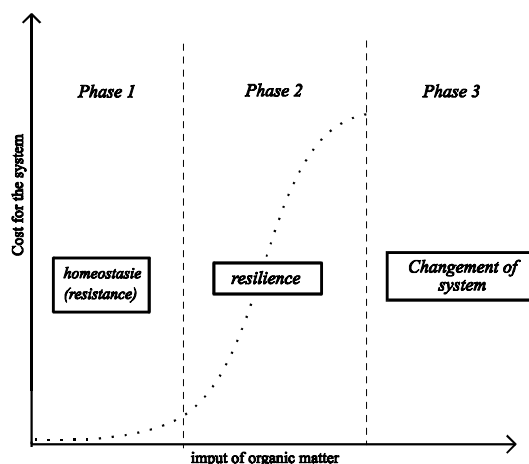 Phase 1
Phase 2
Phase 3
Cost for the system
homeostasie
(resistance)
resilience
Changement of
system
imput of organic matter